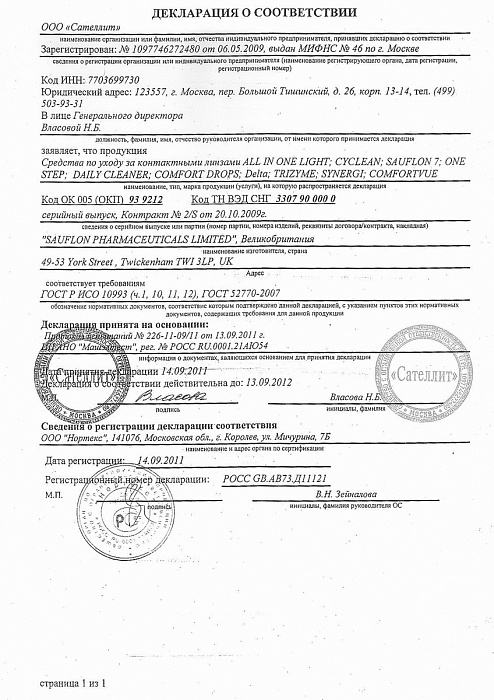 ДЕКЛАРАЦИЯ О СООТВЕТСТВИИ
ООО «Сателлит»
наименование организации или фамилия, имя, отчества индивидуального предпринимателя, принявших декларацию о соответствии
Зарегистрирован: № 1097746272480 от 06.05.2009, выдан МИФНС № 46 по г. Москве
сведения о регистрации организации или индивидуального предпринимателя (наименование регистрирующего органа, дата регистрации,
регистрационный номер)
Код ИНН: 7703699730
Юридический адрес: 123557, г. Москва, пер. Большой Тишинский, д. 26, корп. 13-14, тел. (499)
503-93-31
В лице Генерального директора
Власовой Н.Б.
должность, фамилия, имя, отчество руководителя организации, от имени которого принимается декларация
заявляет, что продукция
Средства по уходу за контактными линзами ALL IN ONE LIGHT; CYCLEAN; SAUFLON 7; ONE
STEP; DAILY CLEANER; COMFORT DROPS; Delta; TRIZYME; SYNERGI; COMFORTVUE
наименование, тип, марка продукции (услуги), на которую распространяется декларация
Код ОК 005 (ОКП) 93 9212 Код ТН ВЭД СНГ 3307 90 000 0
серийный выпуск, Контракт № 2/S от 20.10.2009г.
сведения о серийном выпуске или партии (номер партии, номера изделий, реквизиты договора/контракта, накладная)
"SAUFLON PHARMACEUTICALS LIMITED", Великобритания
наименование изготовителя, страна
49-53 York Street , Twickenham TW1 3LP, UK
Адрес
соответствует требованиям
ГОСТ Р ИСО 10993 (ч.1, 10, 11, 12), ГОСТ 52770-2007
обозначение нормативных документов, соответствие которым подтверждено данной декларацией, с указанием пунктов этих нормативных
документов, содержащих требования для данной продукции
Декларация принята на основании:
Протокол испытаний № 226-11-09/11 от 13.09.2011 г.
рег. № РОСС RU.0001.21АЮ54
информация о документах, являющихся основанием для принятия декларации
Дата принятия декларации 14.09.2011
Декларация о соответствии действительна до: 13.09.2012
М.П. Власова Власова Н.Б.
подпись инициалы, фамилия
«Сателлит»
МОСКВА
«Сателлит»
МОСКВА
Сведения о регистрации декларации соответствия
ООО "Нортекс", 141076, Московская обл., г. Королев, ул. Мичурина, 7Б
наименование и адрес органа по сертификации
Дата регистрации: 14.09.2011
Регистрационный номер декларации: РОСС GB.АВ73.Д11121
М.П. В.Н. Зейналова
подпись инициалы, фамилия руководителя ОС
страница 1 из 1